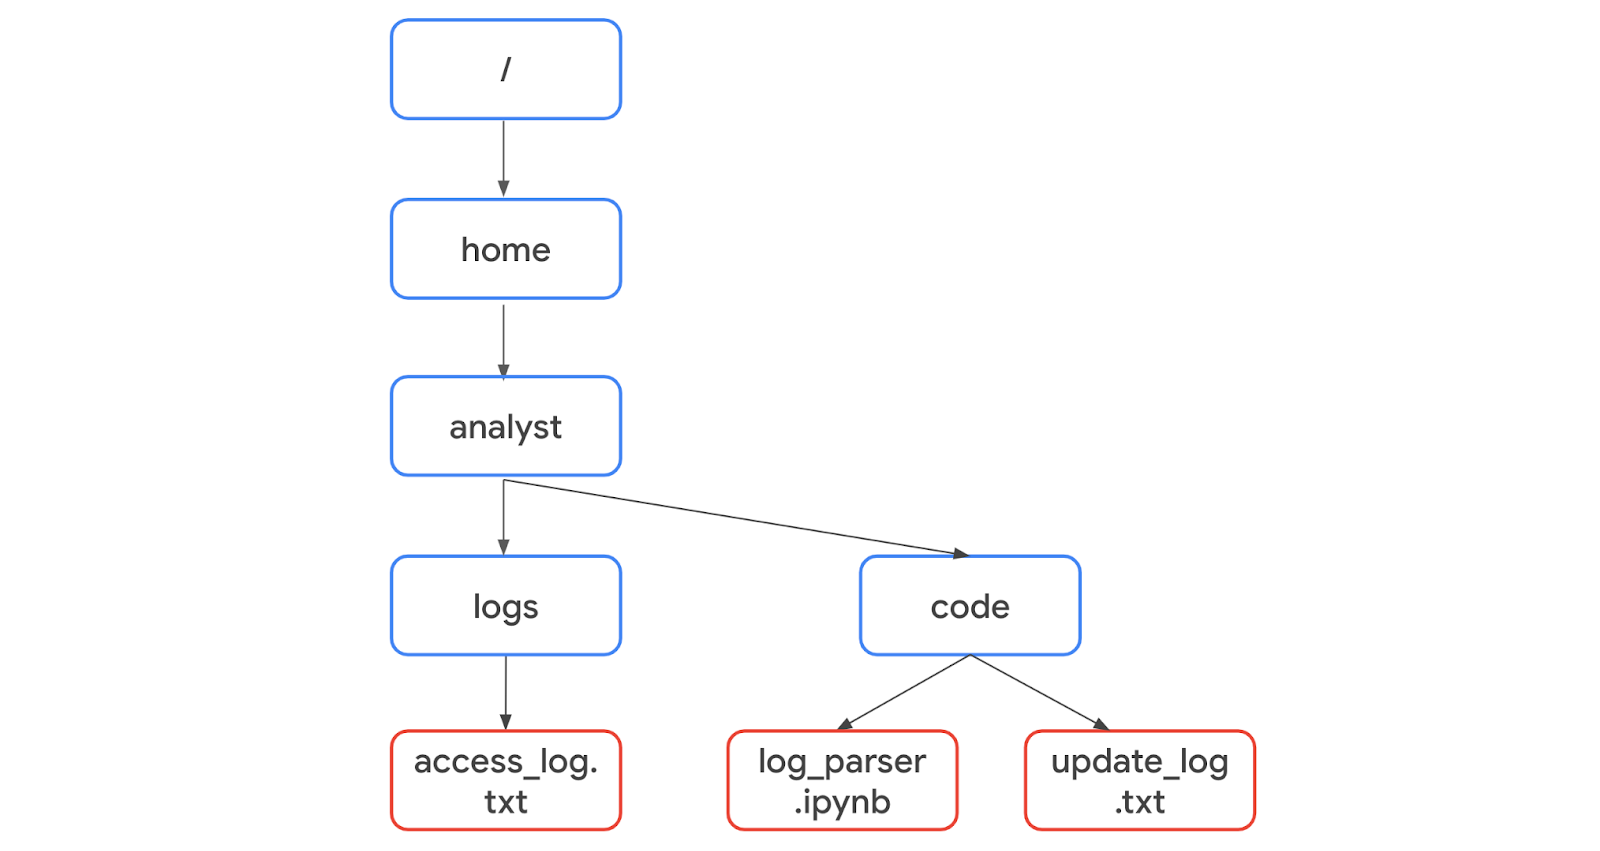 /
home
analyst
logs
code
access_log.
txt
log_parser
.ipynb
update_log
.txt